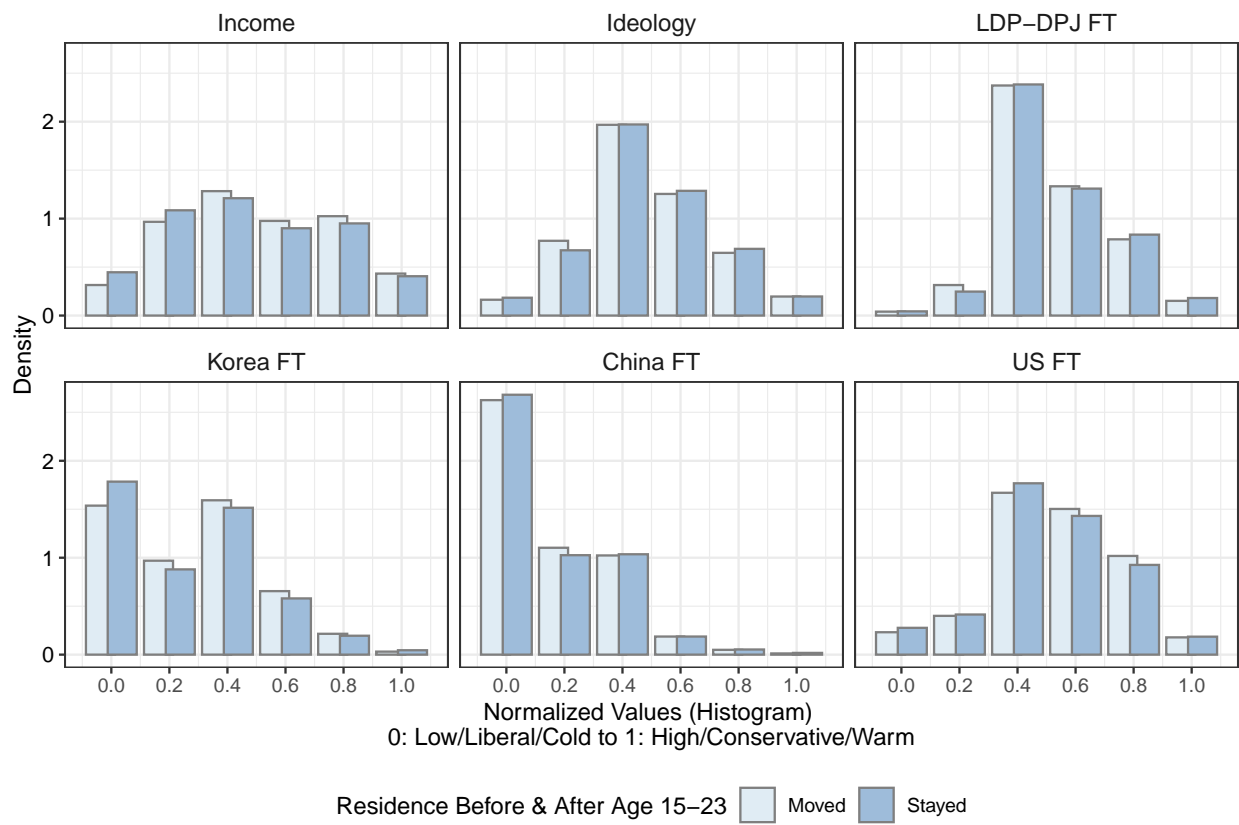 Income
Ideology
LDP−DPJ FT
2
1
0
Korea FT
China FT
US FT
2
1
0
Density
0.0 0.2 0.4 0.6 0.8 1.0
0.0 0.2 0.4 0.6 0.8 1.0
0.0 0.2 0.4 0.6 0.8 1.0
Normalized Values (Histogram)
0: Low/Liberal/Cold to 1: High/Conservative/Warm
Residence Before & After Age 15−23 Moved Stayed